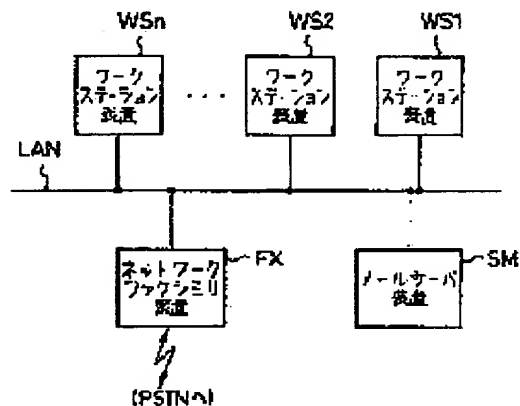 WSn
WS2
WS1
ワーク
ステーション
装置
・・・
ワーク
ステーション
装置
ワーク
ステーション
装置
LAN
ネットワーク
ファクシミリ
装置
FX
メールサーバ
装置
SM
(PSTNへ)